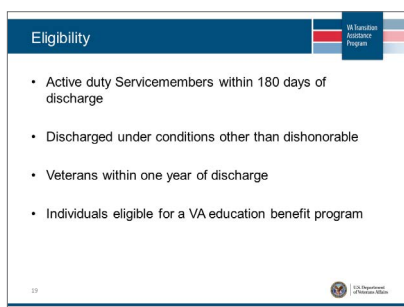 Eligibility
VA Transition
Assistance
Program
• Active duty Servicemembers within 180 days of
discharge
• Discharged under conditions other than dishonorable
• Veterans within one year of discharge
• Individuals eligible for a VA education benefit program
19
U.S. Department
of Veterans Affairs